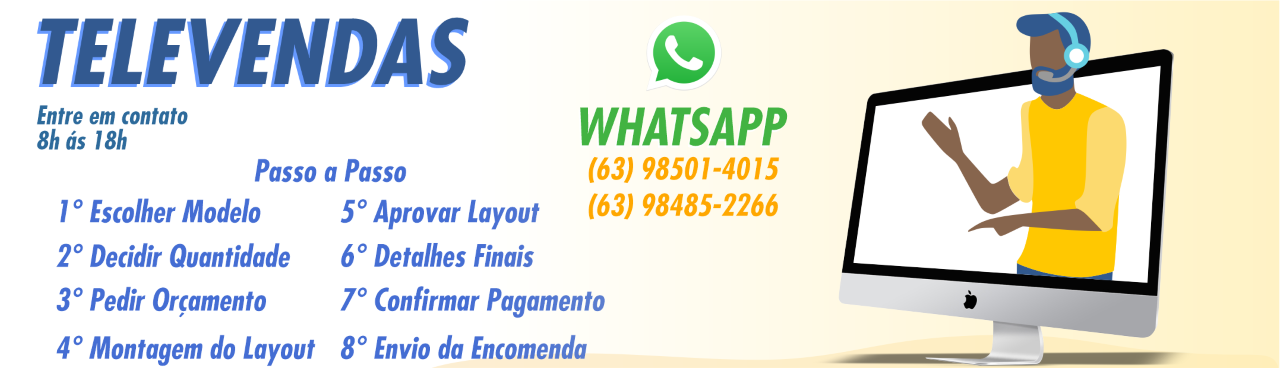 TELEVENDAS
Entre em contato
8h ás 18h
Passo a Passo
1° Escolher Modelo
2° Decidir Quantidade
3° Pedir Orçamento
4° Montagem do Layout
5° Aprovar Layout
6° Detalhes Finais
7° Confirmar Pagamento
8° Envio da Encomenda
WHATSAPP
(63) 98501-4015
(63) 98485-2266